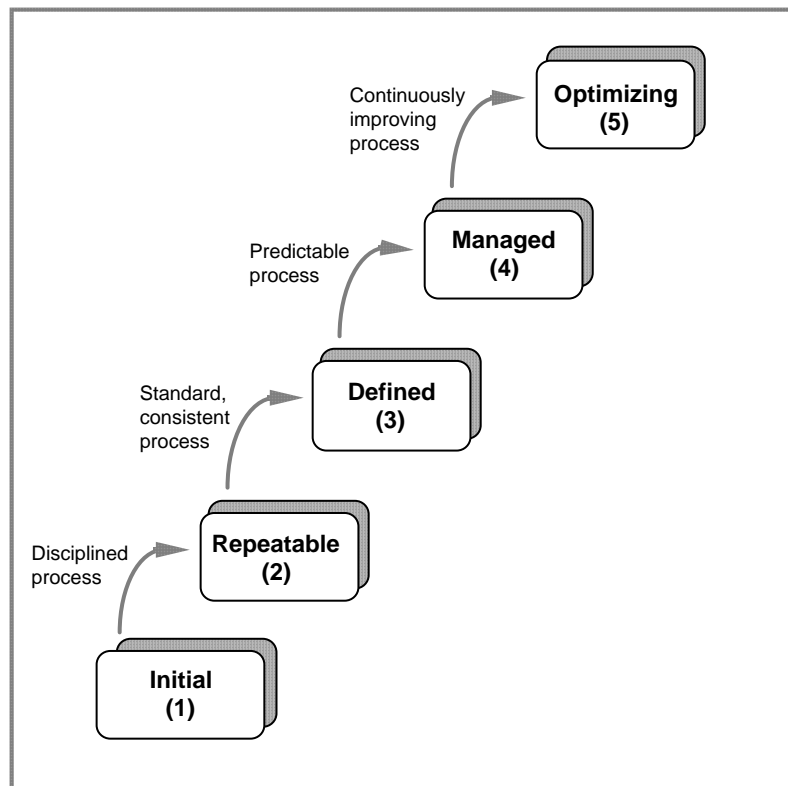 Continuously
improving
process
Optimizing
(5)
Predictable
process
Managed
(4)
Standard,
consistent
process
Defined
(3)
Disciplined
process
Repeatable
(2)
Initial
(1)